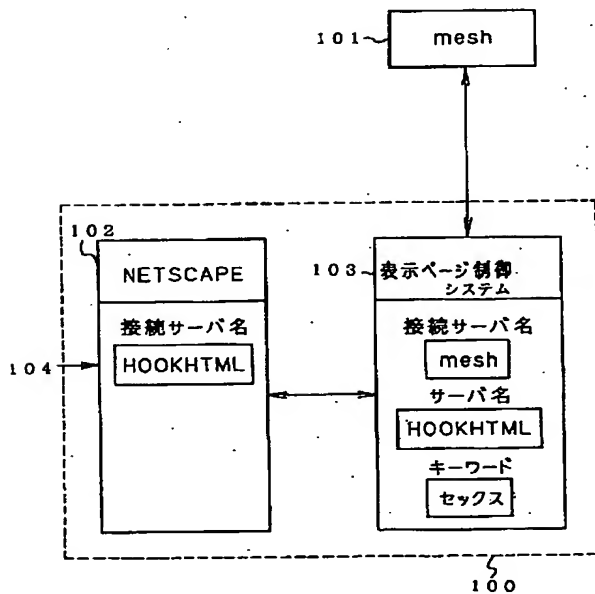 101
mesh
102
NETSCAPE
接続サーバ名
104
HOOKHTML
103
表示ページ制御
システム
接続サーバ名
mesh
サーバ名
HOOKHTML
キーワード
セックス
100